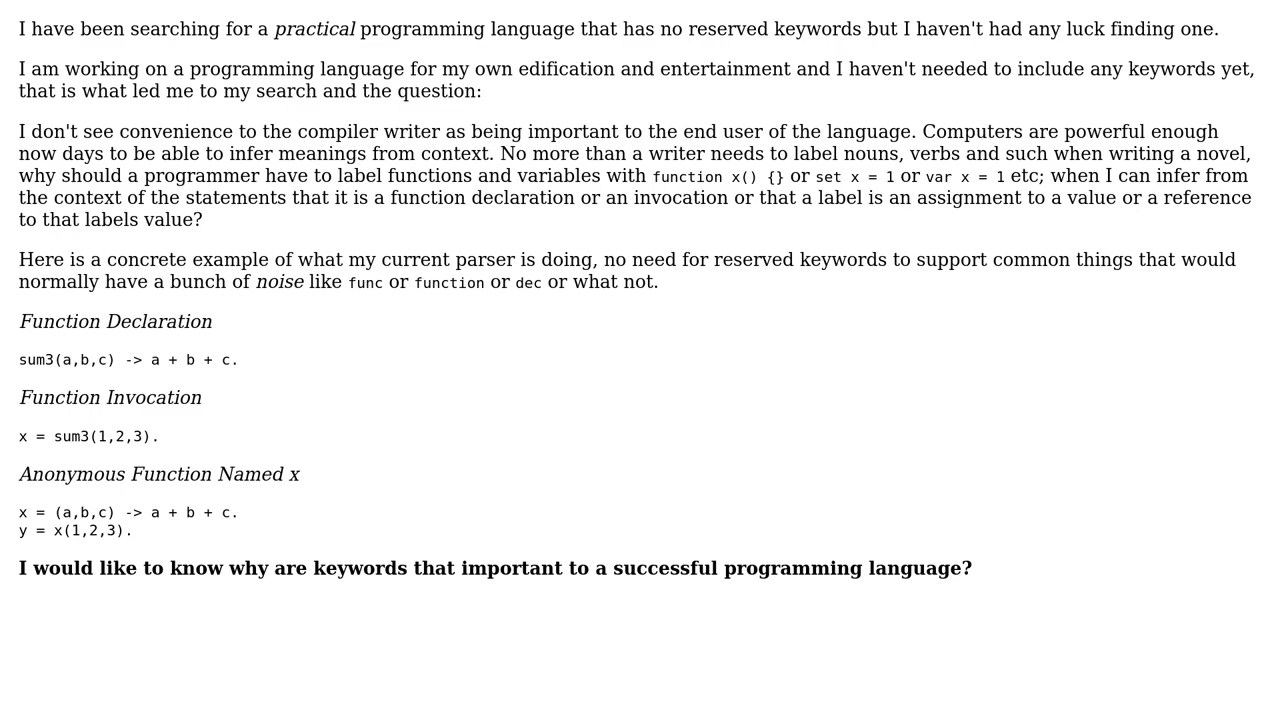 I have been searching for a practical programming language that has no reserved keywords but I haven't had any luck finding one.
I am working on a programming language for my own edification and entertainment and I haven't needed to include any keywords yet,
that is what led me to my search and the question:
I don't see convenience to the compiler writer as being important to the end user of the language. Computers are powerful enough
now days to be able to infer meanings from context. No more than a writer needs to label nouns, verbs and such when writing a novel,
why should a programmer have to label functions and variables with function x() {} or set x = 1 or var x = 1 etc; when I can infer from
the context of the statements that it is a function declaration or an invocation or that a label is an assignment to a value or a reference
to that labels value?
Here is a concrete example of what my current parser is doing, no need for reserved keywords to support common things that would
normally have a bunch of noise like func or function or dec or what not.
Function Declaration
sum3(a,b,c) -> a + b + c.
Function Invocation
x = sum3(1,2,3).
Anonymous Function Named x
x = (a,b,c) -> a + b + c.
y = x(1,2,3).
I would like to know why are keywords that important to a successful programming language?